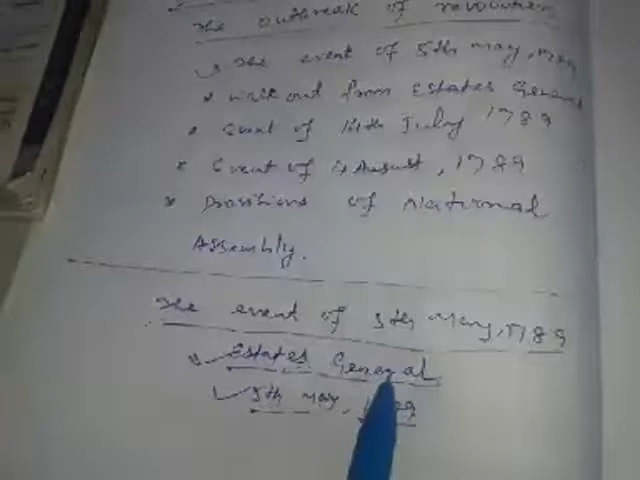 The outbreak of revolution
The event of 5th may, 1789
walk out from Estates General
Event of 14th July 1789
Event of 4 August, 1789
of National
Assembly.
The event of 5th May, 1789
Estates General
5th may,